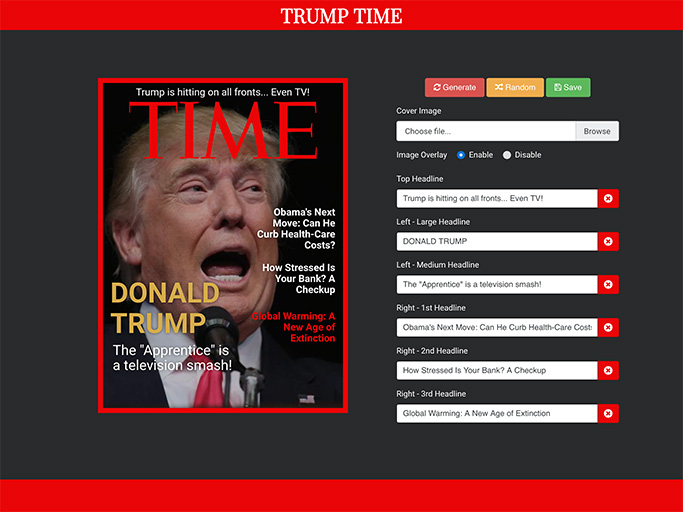 TRUMP TIME
Trump is hitting on all fronts... Even TV!
TIME
Obama's Next
Move: Can He
Curb Health-Care
Costs?
How Stressed Is
Your Bank? A
Checkup
Global Warming: A
New Age of
Extinction
DONALD
TRUMP
The "Apprentice" is
a television smash!
Generate Random Save
Cover Image
Choose file... Browse
Image Overlay Enable Disable
Top Headline
Trump is hitting on all fronts... Even TV!
Left - Large Headline
DONALD TRUMP
Left - Medium Headline
The "Apprentice" is a television smash!
Right - 1st Headline
Obama's Next Move: Can He Curb Health-Care Costs
Right - 2nd Headline
How Stressed Is Your Bank? A Checkup
Right - 3rd Headline
Global Warming: A New Age of Extinction